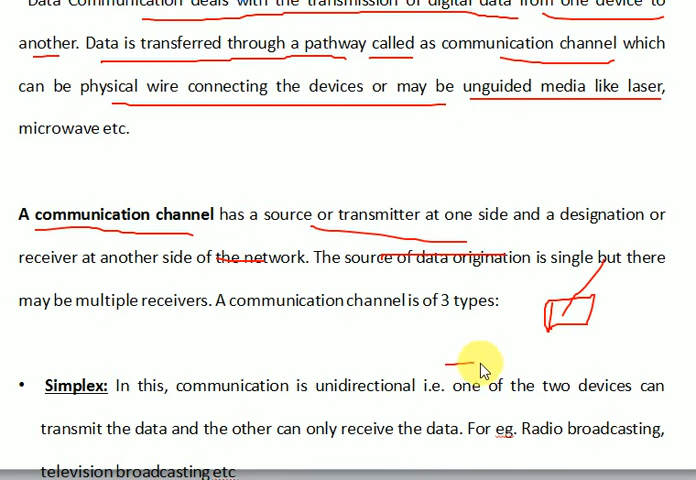 Data Communication deals with the transmission of digital data from one device to
another. Data is transferred through a pathway called as communication channel which
can be physical wire connecting the devices or may be unguided media like laser,
microwave etc.
A communication channel has a source or transmitter at one side and a designation or
receiver at another side of the network. The source of data origination is single but there
may be multiple receivers. A communication channel is of 3 types:
• Simplex: In this, communication is unidirectional i.e. one of the two devices can
transmit the data and the other can only receive the data. For eg. Radio broadcasting,
television broadcasting etc